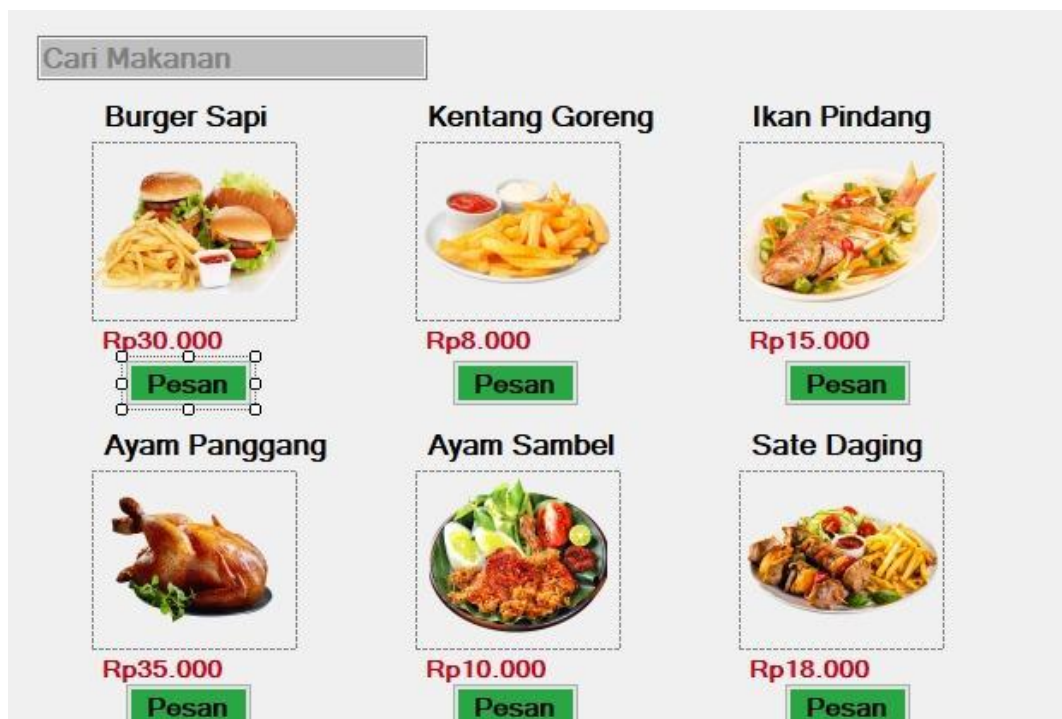 Cari Makanan
Burger Sapi Kentang Goreng Ikan Pindang
Rp30.000 Rp8.000 Rp15.000
Pesan Pesan Pesan
Ayam Panggang Ayam Sambel Sate Daging
Rp35.000 Rp10.000 Rp18.000
Pesan Pesan Pesan